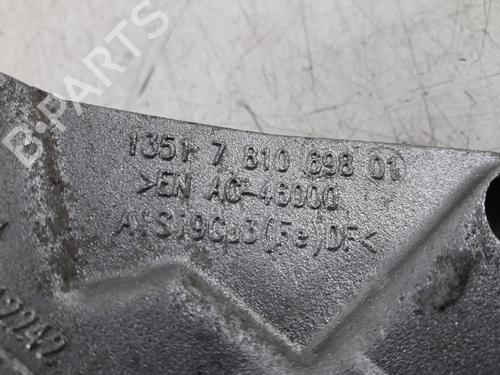 B-PARTS
1351 7 810 698 01
>EN AC-46000
AlSi9Cu3(Fe)DF<